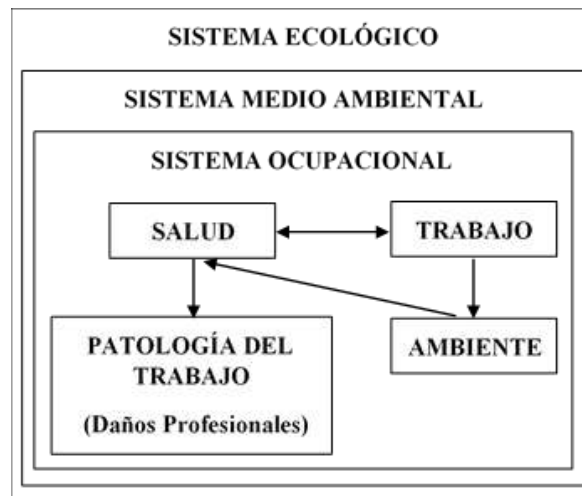 SISTEMA ECOLÓGICO
SISTEMA MEDIO AMBIENTAL
SISTEMA OCUPACIONAL
SALUD
TRABAJO
PATOLOGÍA DEL
TRABAJO
(Daños Profesionales)
AMBIENTE